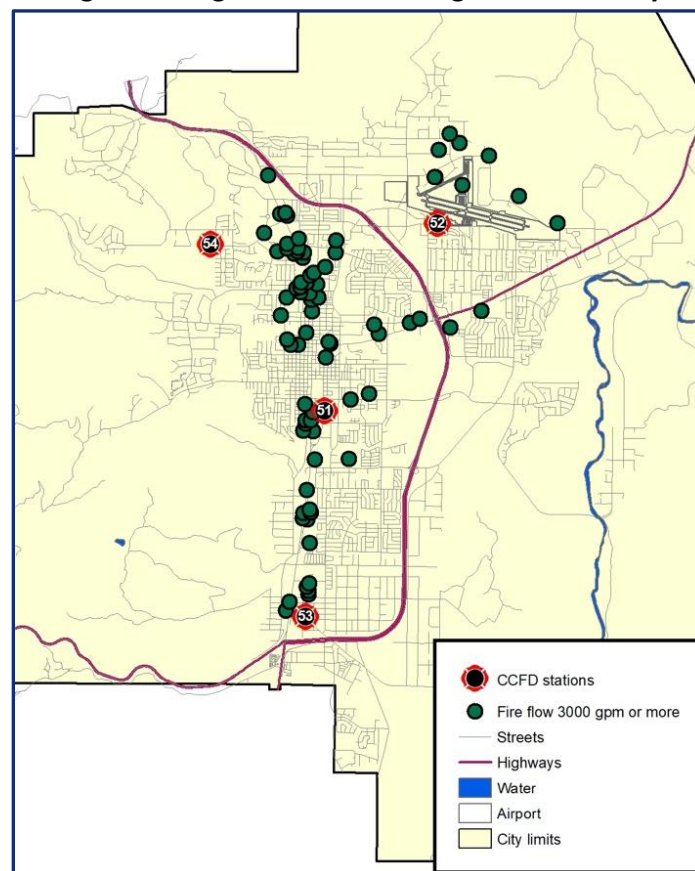 54
52
51
53
CCFD stations
Fire flow 3000 gpm or more
Streets
Highways
Water
Airport
City limits